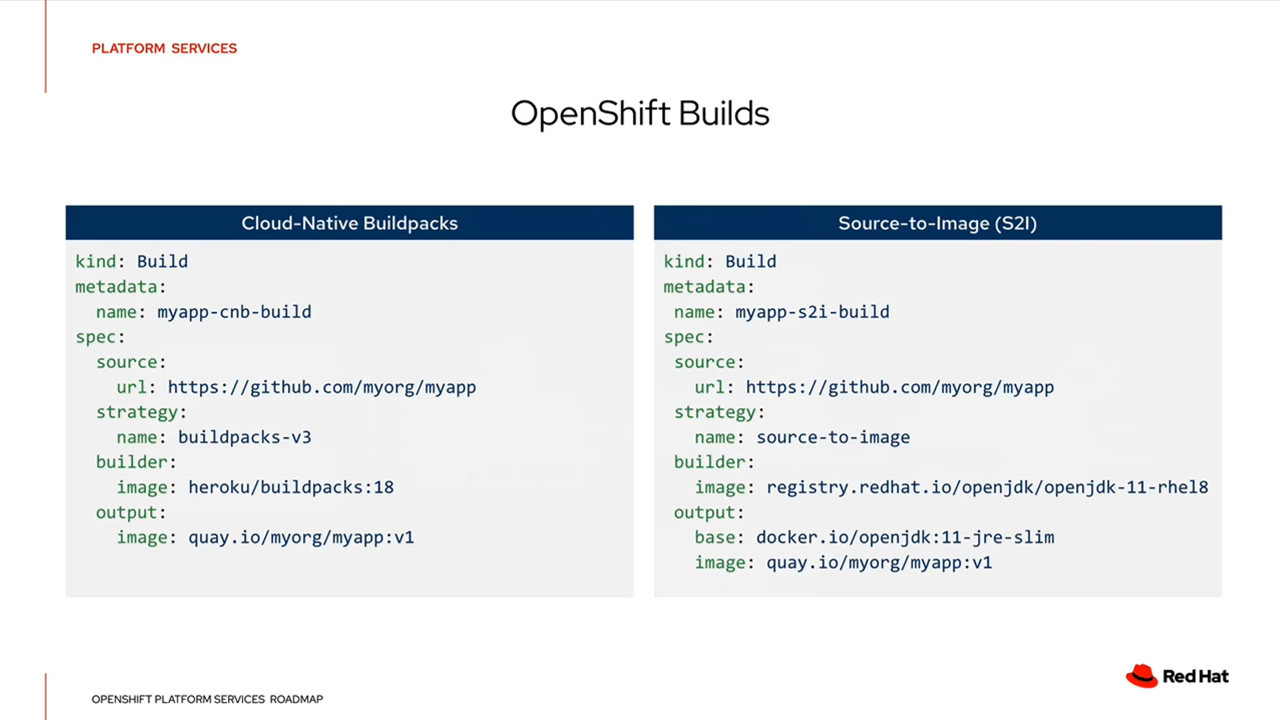 PLATFORM SERVICES
OpenShift Builds
Cloud-Native Buildpacks
kind: Build
metadata:
  name: myapp-cnb-build
spec:
  source:
    url: https://github.com/myorg/myapp
  strategy:
    name: buildpacks-v3
  builder:
    image: heroku/buildpacks:18
  output:
    image: quay.io/myorg/myapp:v1
Source-to-Image (S2I)
kind: Build
metadata:
 name: myapp-s2i-build
spec:
 source:
   url: https://github.com/myorg/myapp
 strategy:
   name: source-to-image
 builder:
   image: registry.redhat.io/openjdk/openjdk-11-rhel8
 output:
   base: docker.io/openjdk:11-jre-slim
   image: quay.io/myorg/myapp:v1
Red Hat
OPENSHIFT PLATFORM SERVICES ROADMAP